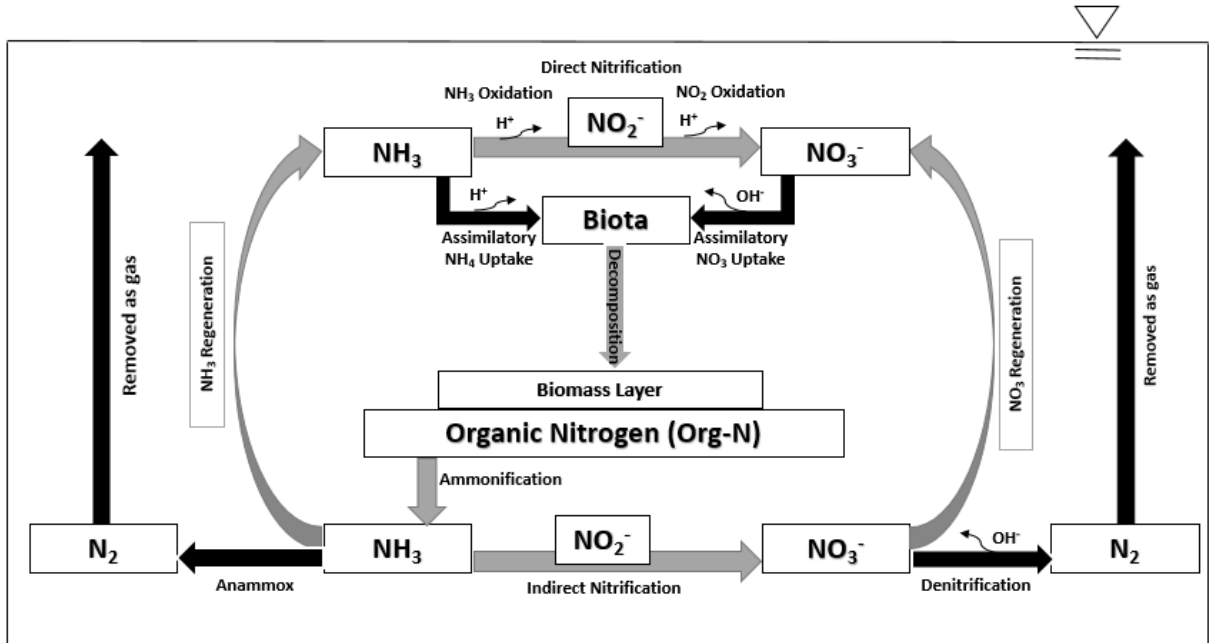 Direct Nitrification
NH₃ Oxidation
NO₂ Oxidation
H⁺
NO₂⁻
H⁺
NH₃
NO₃⁻
H⁺
OH⁻
Biota
Assimilatory
NH₄ Uptake
Assimilatory
NO₃ Uptake
Decomposition
Removed as gas
NH₃ Regeneration
NO₃ Regeneration
Removed as gas
Biomass Layer
Organic Nitrogen (Org-N)
Ammonification
N₂
NH₃
NO₂⁻
NO₃⁻
OH⁻
N₂
Anammox
Indirect Nitrification
Denitrification